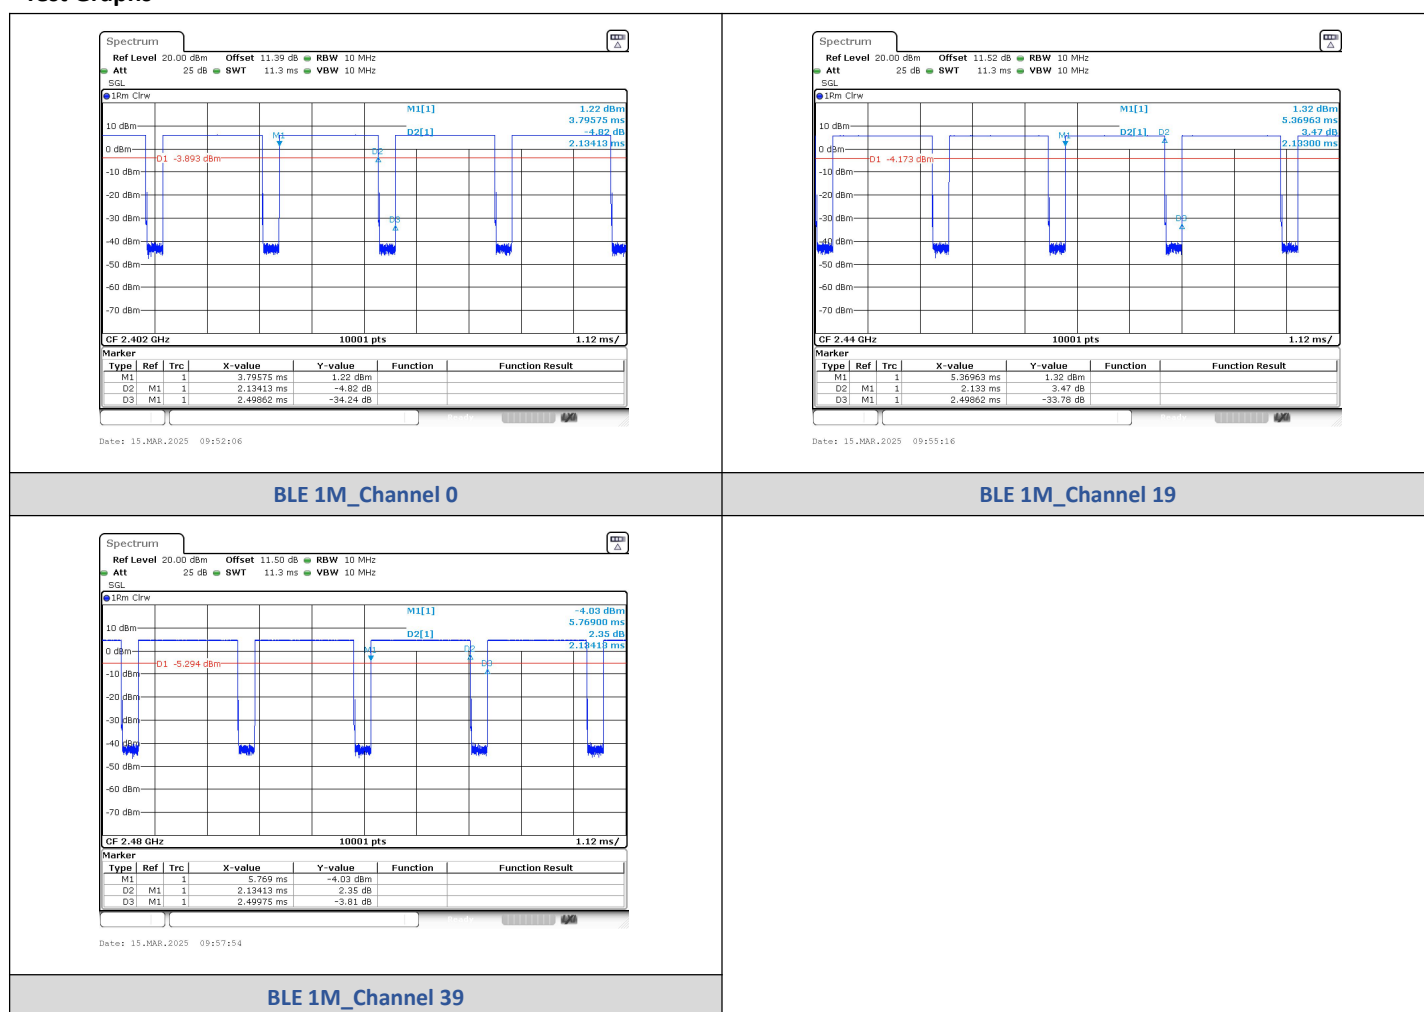 Test Graphs
Spectrum
Ref Level 20.00 dBm Offset 11.39 dB RBW 10 MHz
Att 25 dB SWT 11.3 ms VBW 10 MHz
SGL
1Rm Clrw
M1[1] 1.22 dBm
3.79575 ms
D2[1] -4.82 dB
2.13413 ms
10 dBm
M1
0 dBm
D2
D1 -3.893 dBm
-10 dBm
-20 dBm
-30 dBm
D3
-40 dBm
-50 dBm
-60 dBm
-70 dBm
CF 2.402 GHz 10001 pts 1.12 ms/
Marker
Type Ref Trc X-value Y-value Function Function Result
M1 1 3.79575 ms 1.22 dBm
D2 M1 1 2.13413 ms -4.82 dB
D3 M1 1 2.49862 ms -34.24 dB
Date: 15.MAR.2025 09:52:06
BLE 1M_Channel 0
Spectrum
Ref Level 20.00 dBm Offset 11.52 dB RBW 10 MHz
Att 25 dB SWT 11.3 ms VBW 10 MHz
SGL
1Rm Clrw
M1[1] 1.32 dBm
5.36963 ms
D2[1] 3.47 dB
2.13300 ms
10 dBm
M1
D2
0 dBm
D1 -4.173 dBm
-10 dBm
-20 dBm
-30 dBm
D3
-40 dBm
-50 dBm
-60 dBm
-70 dBm
CF 2.44 GHz 10001 pts 1.12 ms/
Marker
Type Ref Trc X-value Y-value Function Function Result
M1 1 5.36963 ms 1.32 dBm
D2 M1 1 2.133 ms 3.47 dB
D3 M1 1 2.49862 ms -33.78 dB
Date: 15.MAR.2025 09:55:16
BLE 1M_Channel 19
Spectrum
Ref Level 20.00 dBm Offset 11.50 dB RBW 10 MHz
Att 25 dB SWT 11.3 ms VBW 10 MHz
SGL
1Rm Clrw
M1[1] -4.03 dBm
5.76900 ms
D2[1] 2.35 dB
2.13413 ms
10 dBm
0 dBm
M1
D2
D3
D1 -5.294 dBm
-10 dBm
-20 dBm
-30 dBm
-40 dBm
-50 dBm
-60 dBm
-70 dBm
CF 2.48 GHz 10001 pts 1.12 ms/
Marker
Type Ref Trc X-value Y-value Function Function Result
M1 1 5.769 ms -4.03 dBm
D2 M1 1 2.13413 ms 2.35 dB
D3 M1 1 2.49975 ms -3.81 dB
Date: 15.MAR.2025 09:57:54
BLE 1M_Channel 39